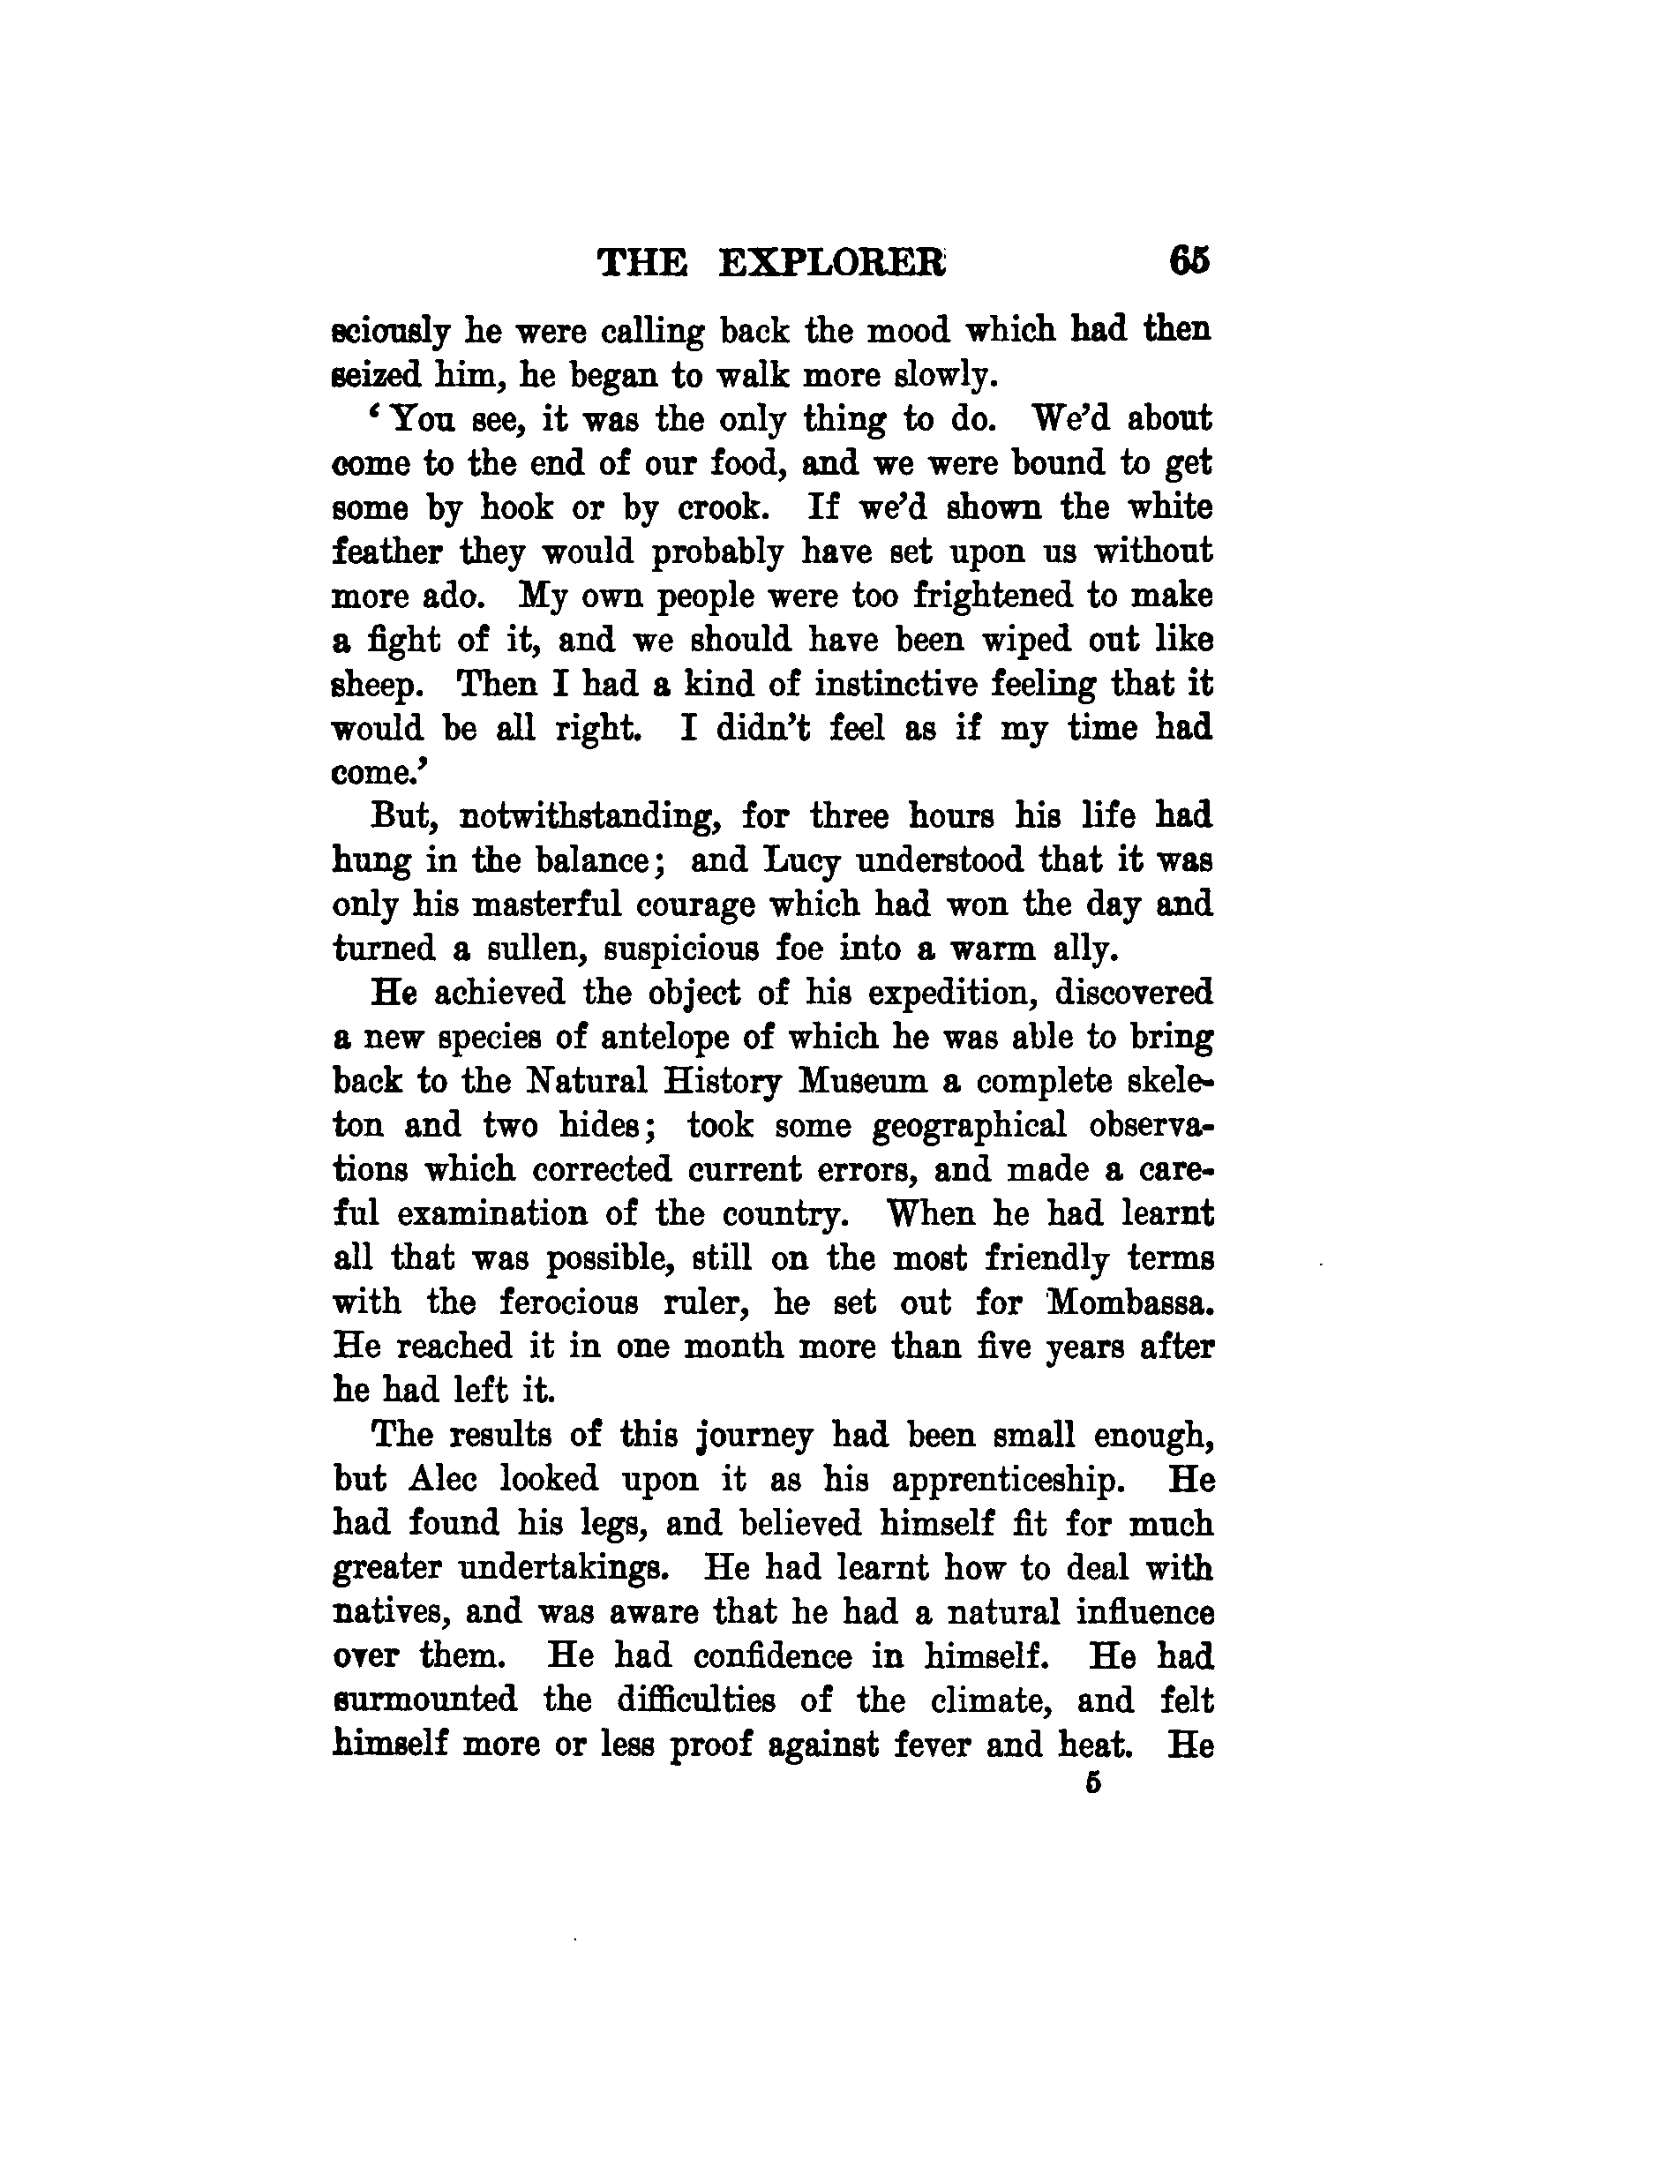 THE EXPLORER 65
sciously he were calling back the mood which had then
seized him, he began to walk more slowly.
‘You see, it was the only thing to do. We’d about
come to the end of our food, and we were bound to get
some by hook or by crook. If we’d shown the white
feather they would probably have set upon us without
more ado. My own people were too frightened to make
a fight of it, and we should have been wiped out like
sheep. Then I had a kind of instinctive feeling that it
would be all right. I didn’t feel as if my time had
come.’
But, notwithstanding, for three hours his life had
hung in the balance; and Lucy understood that it was
only his masterful courage which had won the day and
turned a sullen, suspicious foe into a warm ally.
He achieved the object of his expedition, discovered
a new species of antelope of which he was able to bring
back to the Natural History Museum a complete skele-
ton and two hides; took some geographical observa-
tions which corrected current errors, and made a care-
ful examination of the country. When he had learnt
all that was possible, still on the most friendly terms
with the ferocious ruler, he set out for Mombassa.
He reached it in one month more than five years after
he had left it.
The results of this journey had been small enough,
but Alec looked upon it as his apprenticeship. He
had found his legs, and believed himself fit for much
greater undertakings. He had learnt how to deal with
natives, and was aware that he had a natural influence
over them. He had confidence in himself. He had
surmounted the difficulties of the climate, and felt
himself more or less proof against fever and heat. He
5